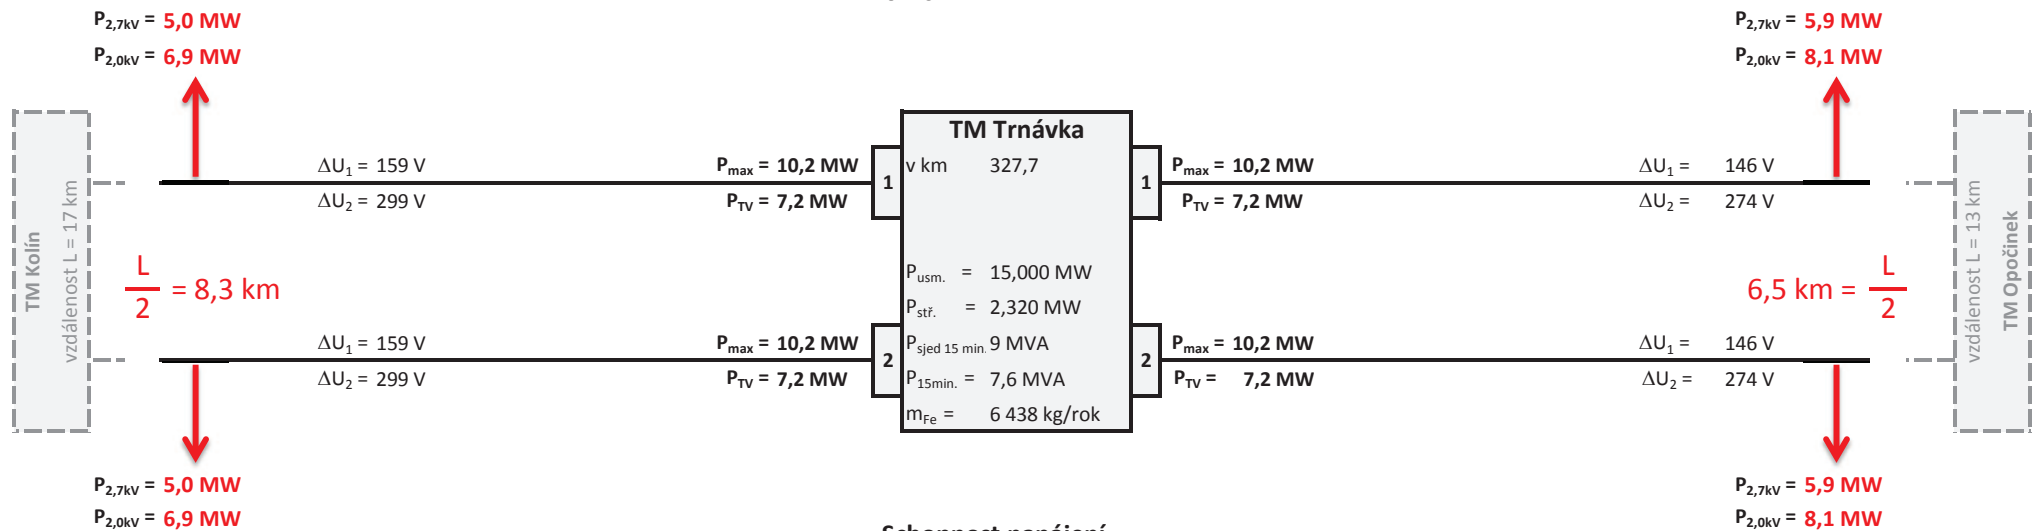 P2,7kV = 5,0 MW
P2,0kV = 6,9 MW
P2,7kV = 5,9 MW
P2,0kV = 8,1 MW
TM Kolín
vzdálenost L = 17 km
ΔU1 = 159 V
ΔU2 = 299 V
Pmax = 10,2 MW
PTV = 7,2 MW
1
TM Trnávka
v km 327,7
1
Pmax = 10,2 MW
PTV = 7,2 MW
ΔU1 = 146 V
ΔU2 = 274 V
vzdálenost L = 13 km
TM Opočinek
L
2
= 8,3 km
Pusm. = 15,000 MW
Pstř. = 2,320 MW
Psjed 15 min. 9 MVA
P15min. = 7,6 MVA
mFe = 6 438 kg/rok
6,5 km =
L
2
ΔU1 = 159 V
ΔU2 = 299 V
Pmax = 10,2 MW
PTV = 7,2 MW
2
2
Pmax = 10,2 MW
PTV = 7,2 MW
ΔU1 = 146 V
ΔU2 = 274 V
P2,7kV = 5,0 MW
P2,0kV = 6,9 MW
P2,7kV = 5,9 MW
P2,0kV = 8,1 MW